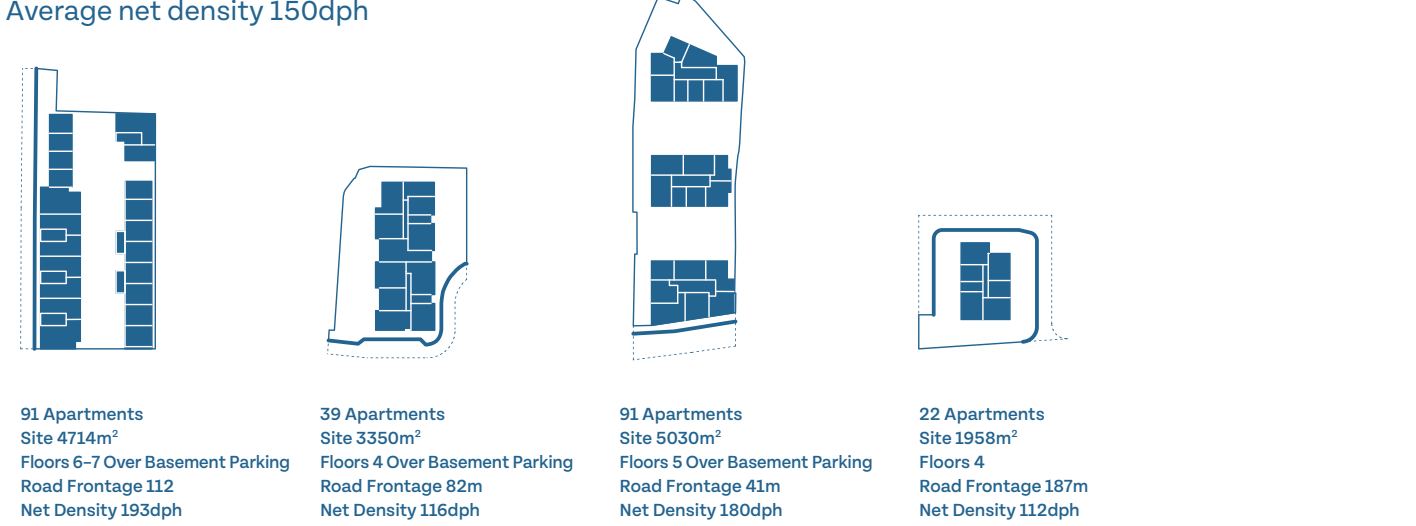 Average net density 150dph
91 Apartments
Site 4714m²
Floors 6–7 Over Basement Parking
Road Frontage 112
Net Density 193dph
39 Apartments
Site 3350m²
Floors 4 Over Basement Parking
Road Frontage 82m
Net Density 116dph
91 Apartments
Site 5030m²
Floors 5 Over Basement Parking
Road Frontage 41m
Net Density 180dph
22 Apartments
Site 1958m²
Floors 4
Road Frontage 187m
Net Density 112dph